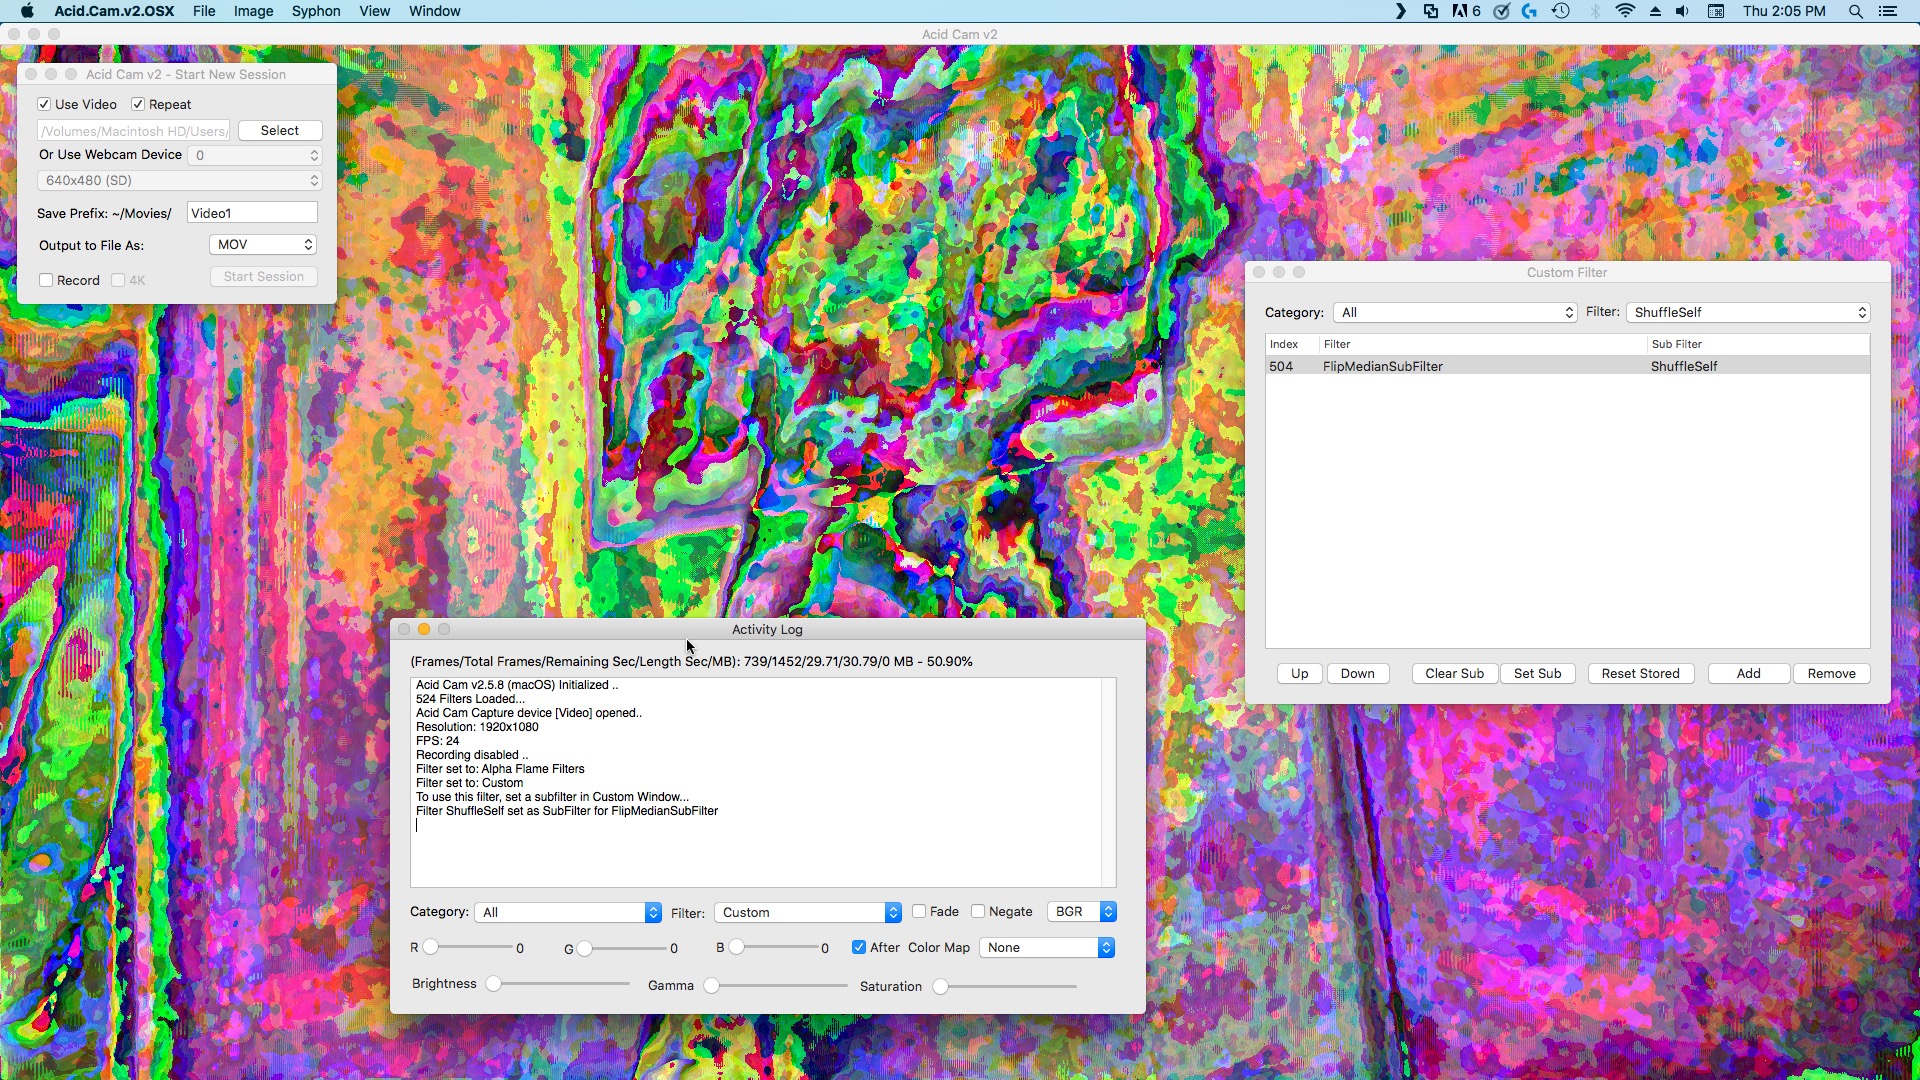 Acid.Cam.v2.OSX File Image Syphon View Window 6 Thu 2:05 PM
Acid Cam v2
Acid Cam v2 - Start New Session
Use Video Repeat
/Volumes/Macintosh HD/Users/ Select
Or Use Webcam Device 0
640x480 (SD)
Save Prefix: ~/Movies/ Video1
Output to File As: MOV
Record 4K Start Session
Custom Filter
Category: All Filter: ShuffleSelf
Index Filter Sub Filter
504 FlipMedianSubFilter ShuffleSelf
Up Down Clear Sub Set Sub Reset Stored Add Remove
Activity Log
(Frames/Total Frames/Remaining Sec/Length Sec/MB): 739/1452/29.71/30.79/0 MB - 50.90%
Acid Cam v2.5.8 (macOS) Initialized ..
524 Filters Loaded...
Acid Cam Capture device [Video] opened..
Resolution: 1920x1080
FPS: 24
Recording disabled ..
Filter set to: Alpha Flame Filters
Filter set to: Custom
To use this filter, set a subfilter in Custom Window...
Filter ShuffleSelf set as SubFilter for FlipMedianSubFilter
Category: All Filter: Custom Fade Negate BGR
R 0 G 0 B 0 After Color Map None
Brightness Gamma Saturation